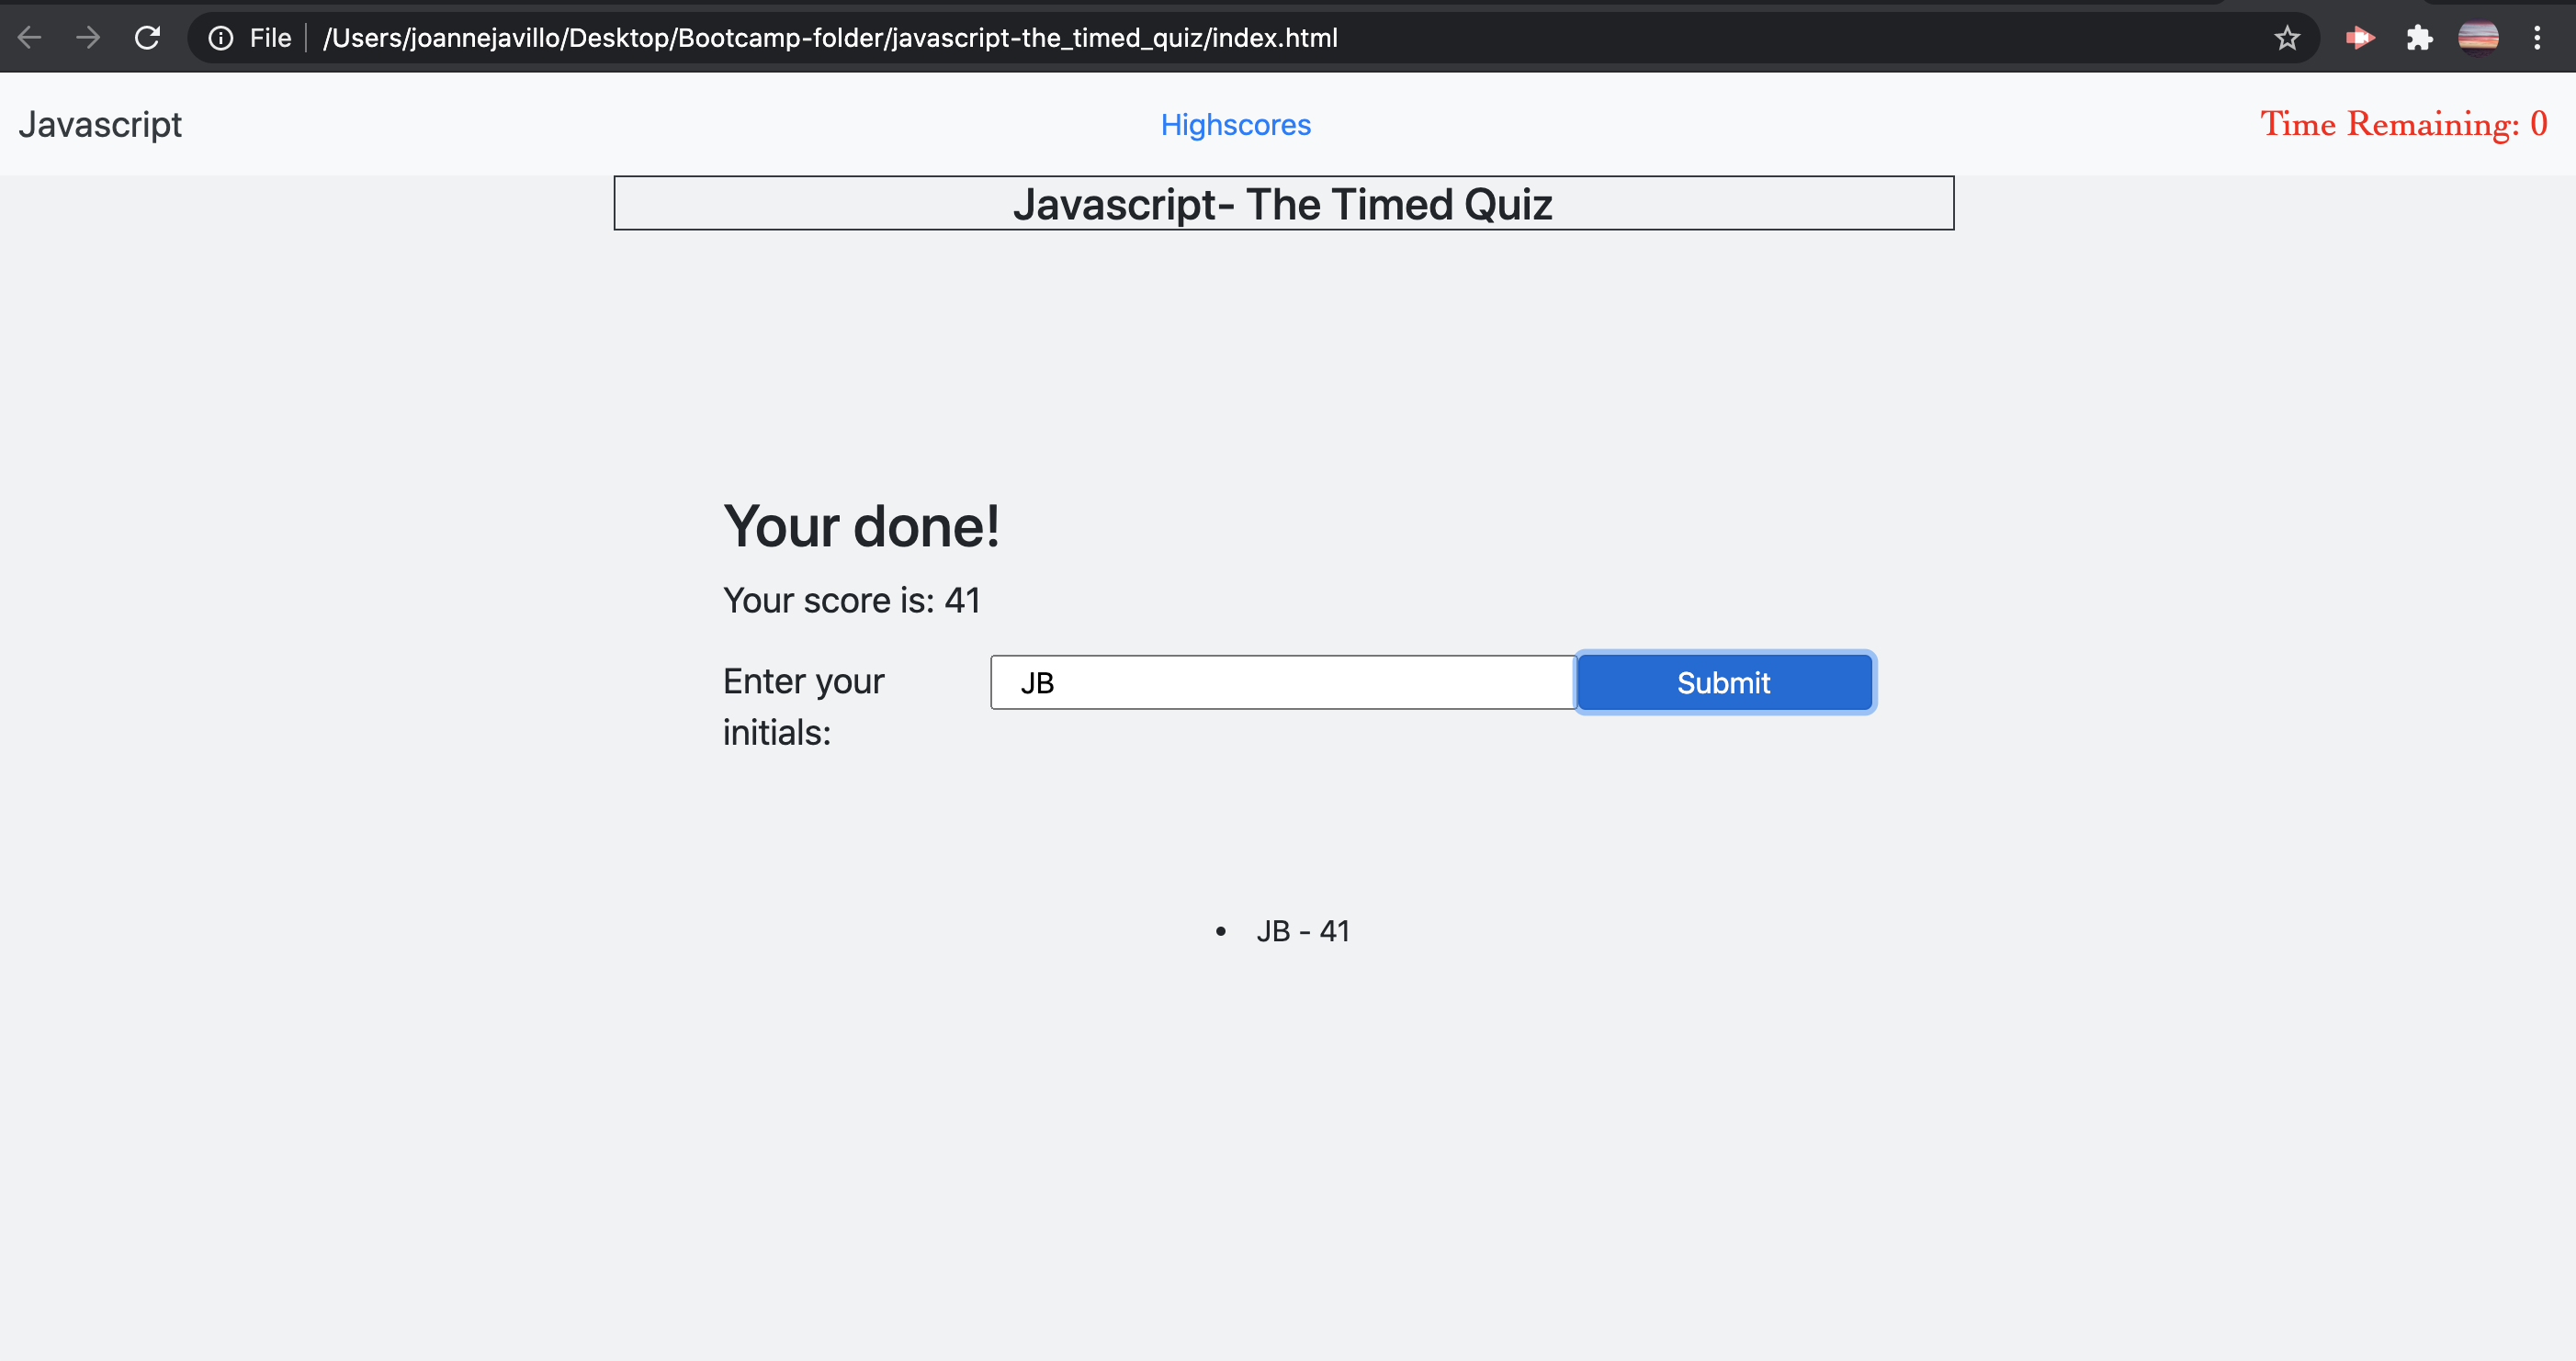 File /Users/joannejavillo/Desktop/Bootcamp-folder/javascript-the_timed_quiz/index.html
Javascript Highscores Time Remaining: 0
Javascript- The Timed Quiz
Your done!
Your score is: 41
Enter your JB Submit
initials:
• JB - 41